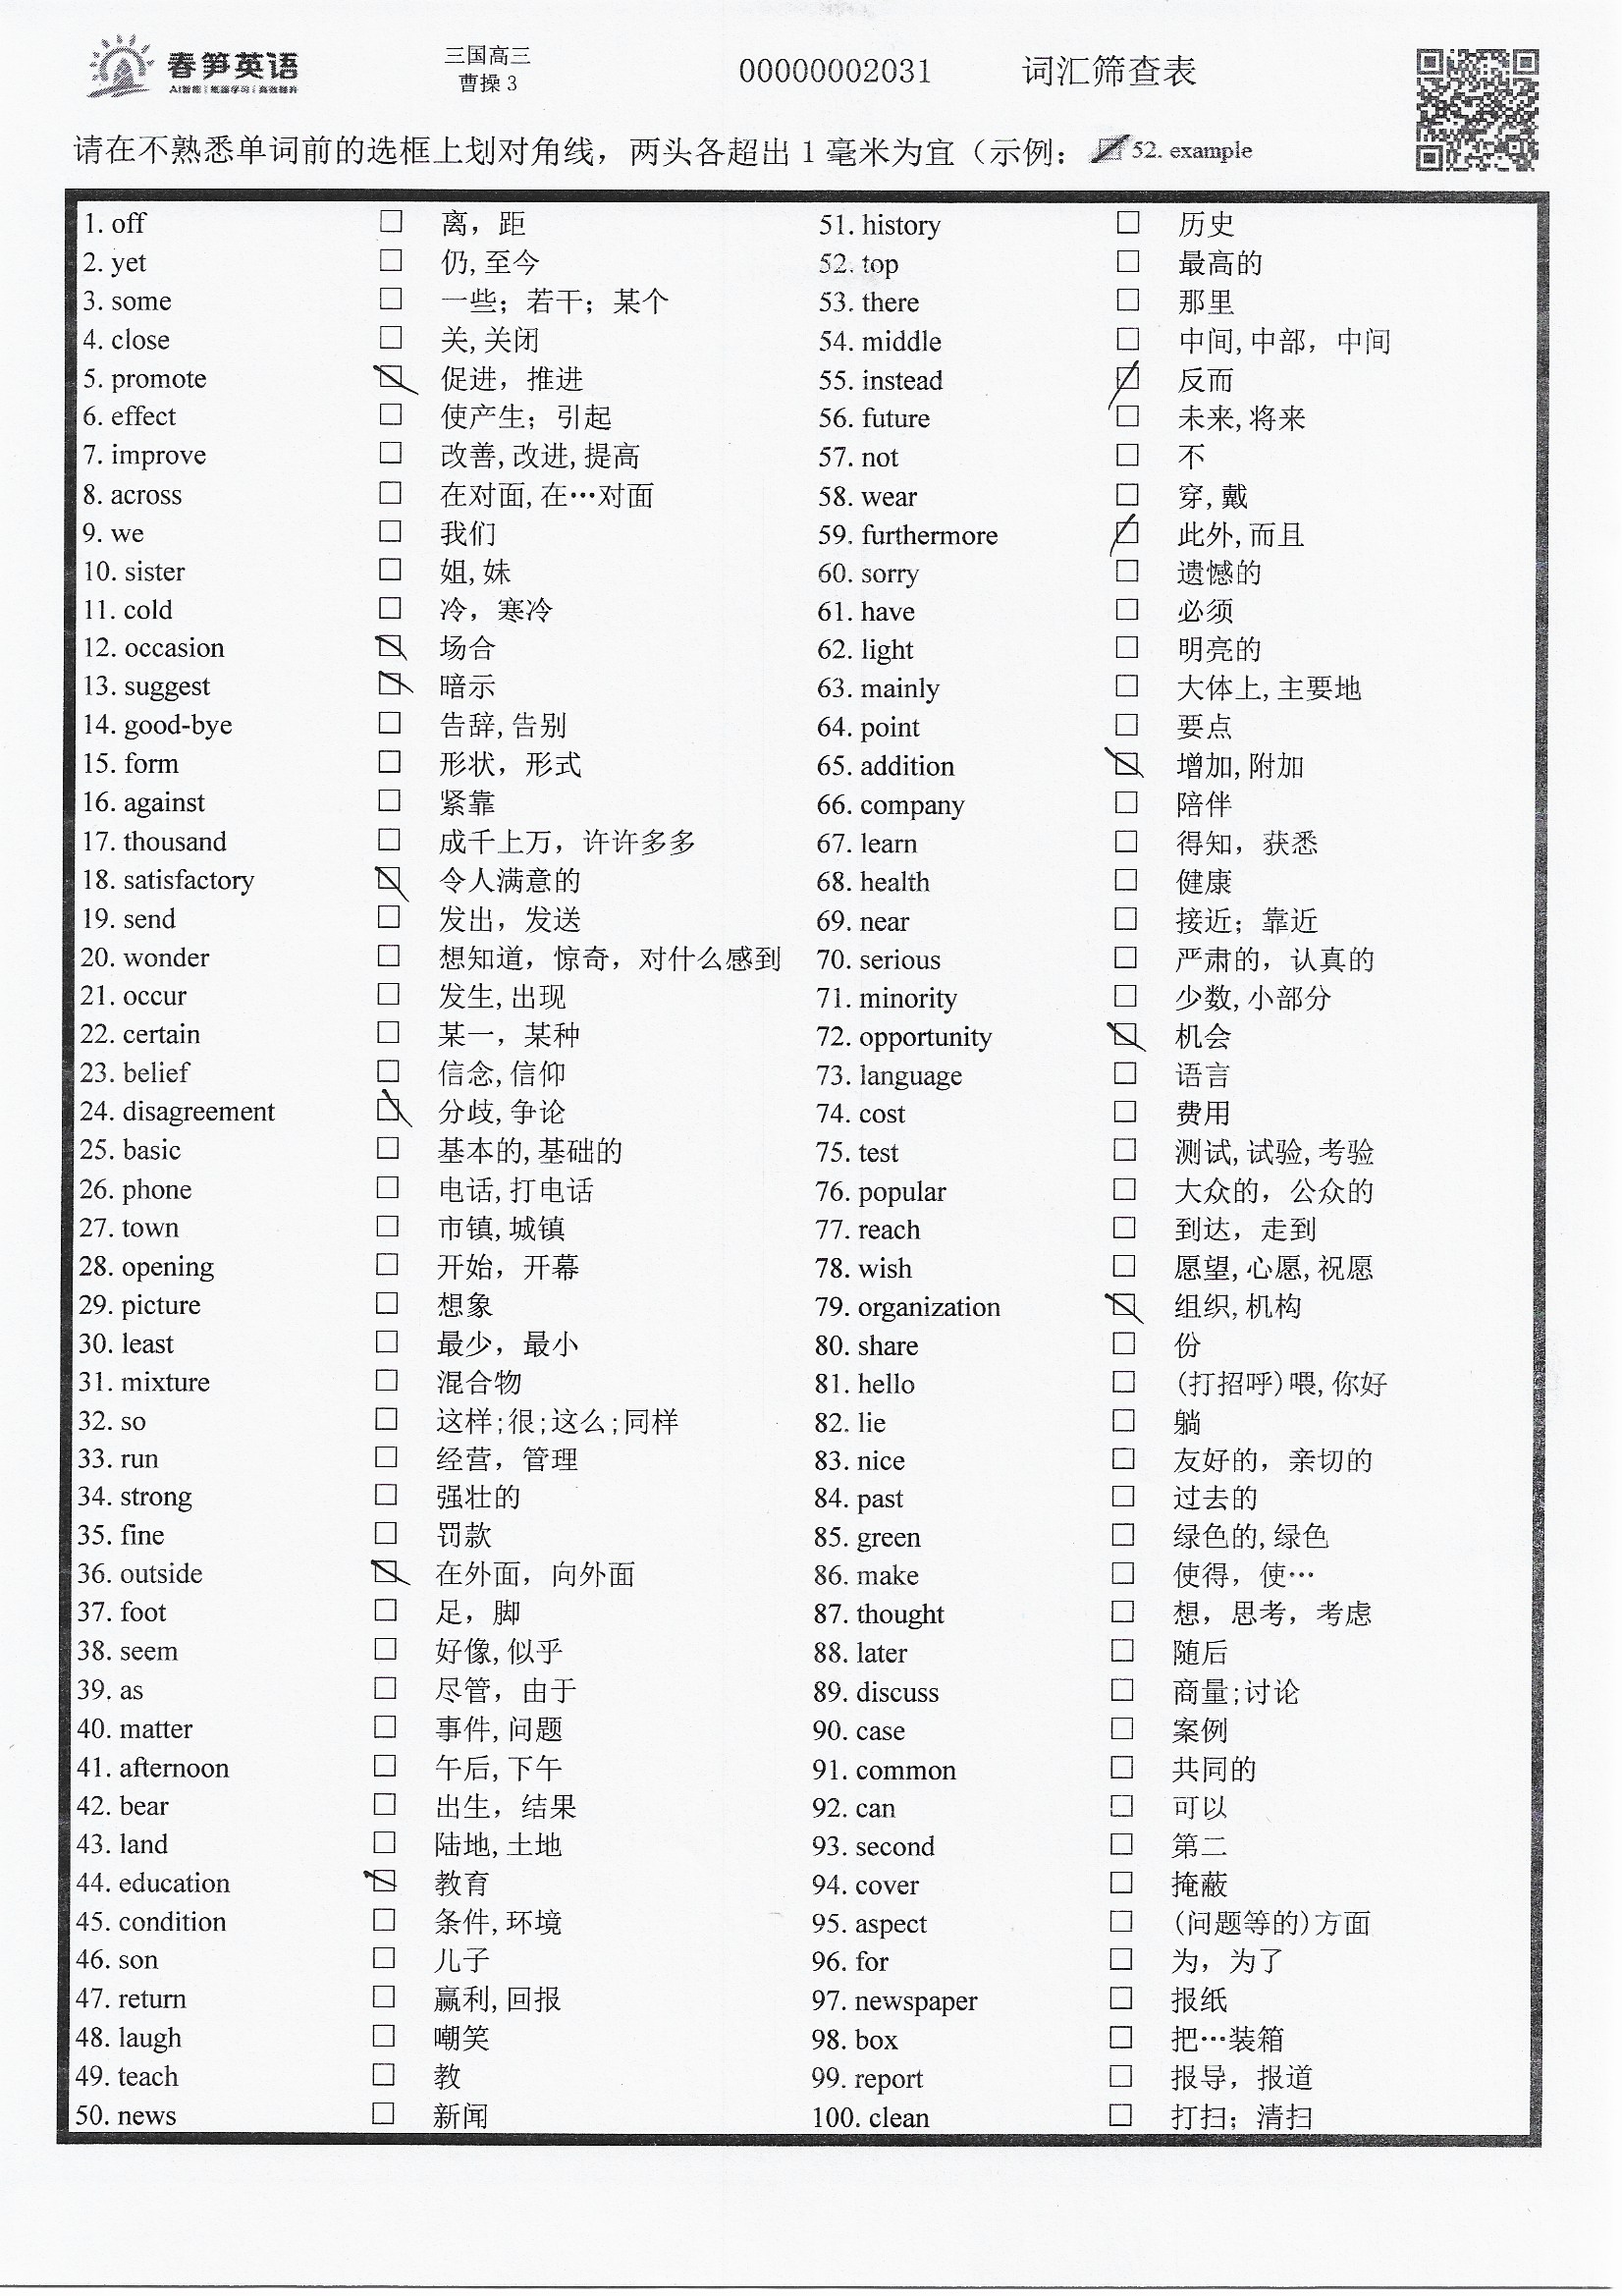 春笋英语
AI智能 | 笔画学习 | 高效提升
三国高三
曹操 3
00000002031
词汇筛查表
请在不熟悉单词前的选框上划对角线，两头各超出 1 毫米为宜（示例： 52. example
1. off 离，距
2. yet 仍,至今
3. some 一些；若干；某个
4. close 关,关闭
5. promote 促进，推进
6. effect 使产生；引起
7. improve 改善,改进,提高
8. across 在对面,在…对面
9. we 我们
10. sister 姐,妹
11. cold 冷，寒冷
12. occasion 场合
13. suggest 暗示
14. good-bye 告辞,告别
15. form 形状，形式
16. against 紧靠
17. thousand 成千上万，许许多多
18. satisfactory 令人满意的
19. send 发出，发送
20. wonder 想知道，惊奇，对什么感到
21. occur 发生,出现
22. certain 某一，某种
23. belief 信念,信仰
24. disagreement 分歧,争论
25. basic 基本的,基础的
26. phone 电话,打电话
27. town 市镇,城镇
28. opening 开始，开幕
29. picture 想象
30. least 最少，最小
31. mixture 混合物
32. so 这样;很;这么;同样
33. run 经营，管理
34. strong 强壮的
35. fine 罚款
36. outside 在外面，向外面
37. foot 足，脚
38. seem 好像,似乎
39. as 尽管，由于
40. matter 事件,问题
41. afternoon 午后,下午
42. bear 出生，结果
43. land 陆地,土地
44. education 教育
45. condition 条件,环境
46. son 儿子
47. return 赢利,回报
48. laugh 嘲笑
49. teach 教
50. news 新闻
51. history 历史
52. top 最高的
53. there 那里
54. middle 中间,中部，中间
55. instead 反而
56. future 未来,将来
57. not 不
58. wear 穿,戴
59. furthermore 此外,而且
60. sorry 遗憾的
61. have 必须
62. light 明亮的
63. mainly 大体上,主要地
64. point 要点
65. addition 增加,附加
66. company 陪伴
67. learn 得知，获悉
68. health 健康
69. near 接近；靠近
70. serious 严肃的，认真的
71. minority 少数,小部分
72. opportunity 机会
73. language 语言
74. cost 费用
75. test 测试,试验,考验
76. popular 大众的，公众的
77. reach 到达，走到
78. wish 愿望,心愿,祝愿
79. organization 组织,机构
80. share 份
81. hello (打招呼)喂,你好
82. lie 躺
83. nice 友好的，亲切的
84. past 过去的
85. green 绿色的,绿色
86. make 使得，使…
87. thought 想，思考，考虑
88. later 随后
89. discuss 商量;讨论
90. case 案例
91. common 共同的
92. can 可以
93. second 第二
94. cover 掩蔽
95. aspect (问题等的)方面
96. for 为，为了
97. newspaper 报纸
98. box 把…装箱
99. report 报导，报道
100. clean 打扫；清扫